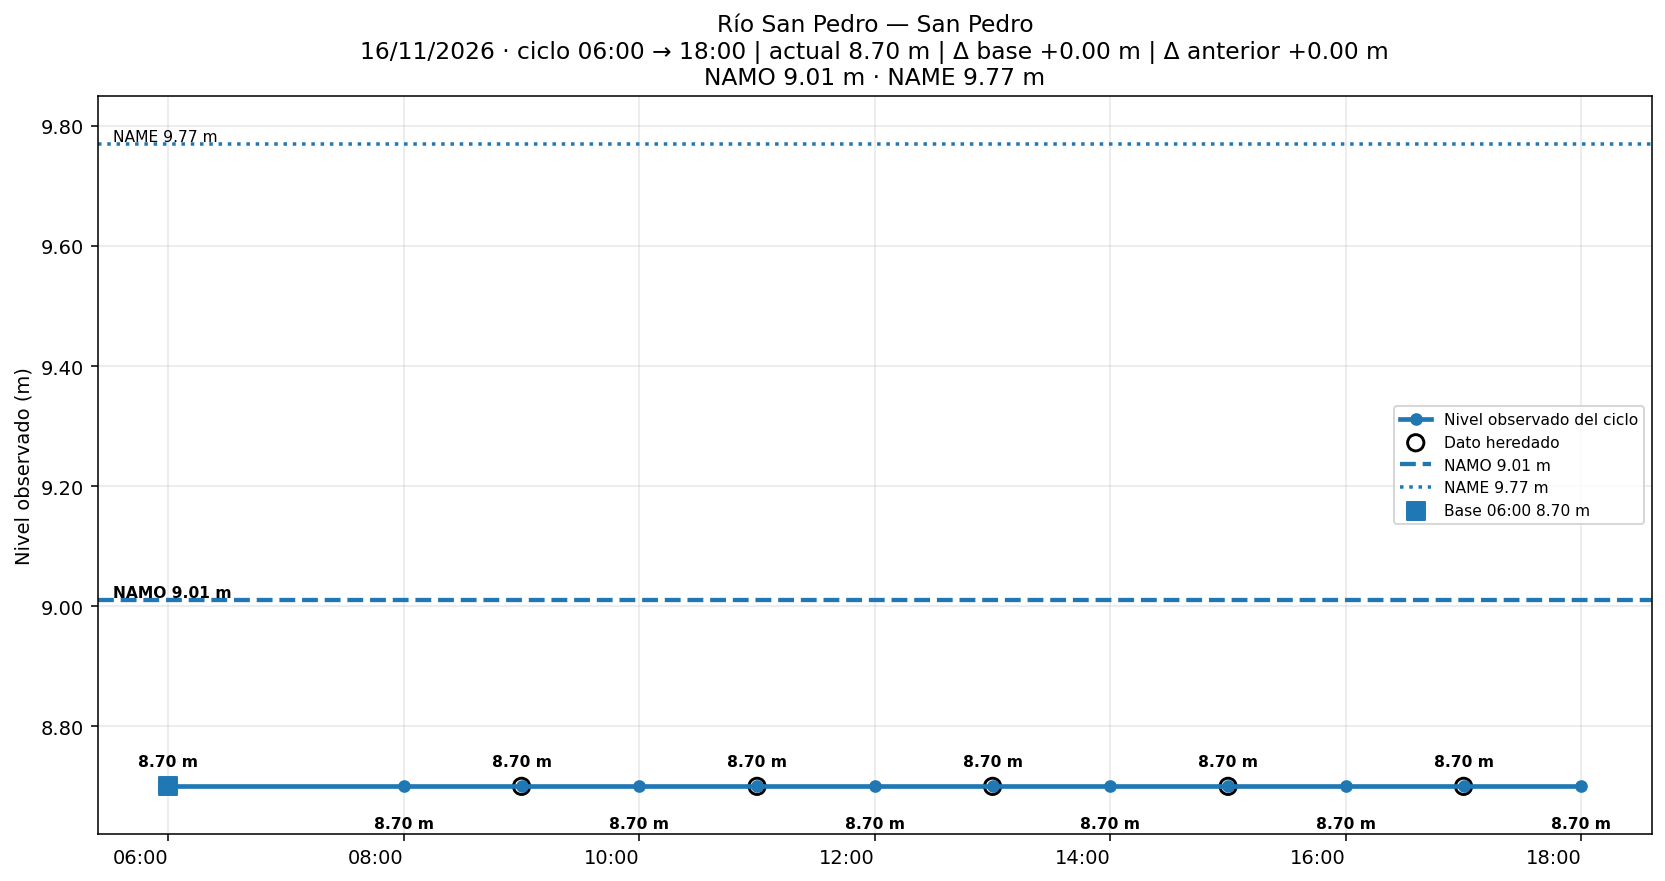 Río San Pedro — San Pedro
16/11/2026 · ciclo 06:00 → 18:00 | actual 8.70 m | Δ base +0.00 m | Δ anterior +0.00 m
NAMO 9.01 m · NAME 9.77 m
Nivel observado (m)
9.80
9.60
9.40
9.20
9.00
8.80
NAME 9.77 m
Nivel observado del ciclo
Dato heredado
NAMO 9.01 m
NAME 9.77 m
Base 06:00 8.70 m
NAMO 9.01 m
8.70 m
8.70 m
8.70 m
8.70 m
8.70 m
8.70 m
8.70 m
8.70 m
8.70 m
8.70 m
8.70 m
8.70 m
06:00
08:00
10:00
12:00
14:00
16:00
18:00